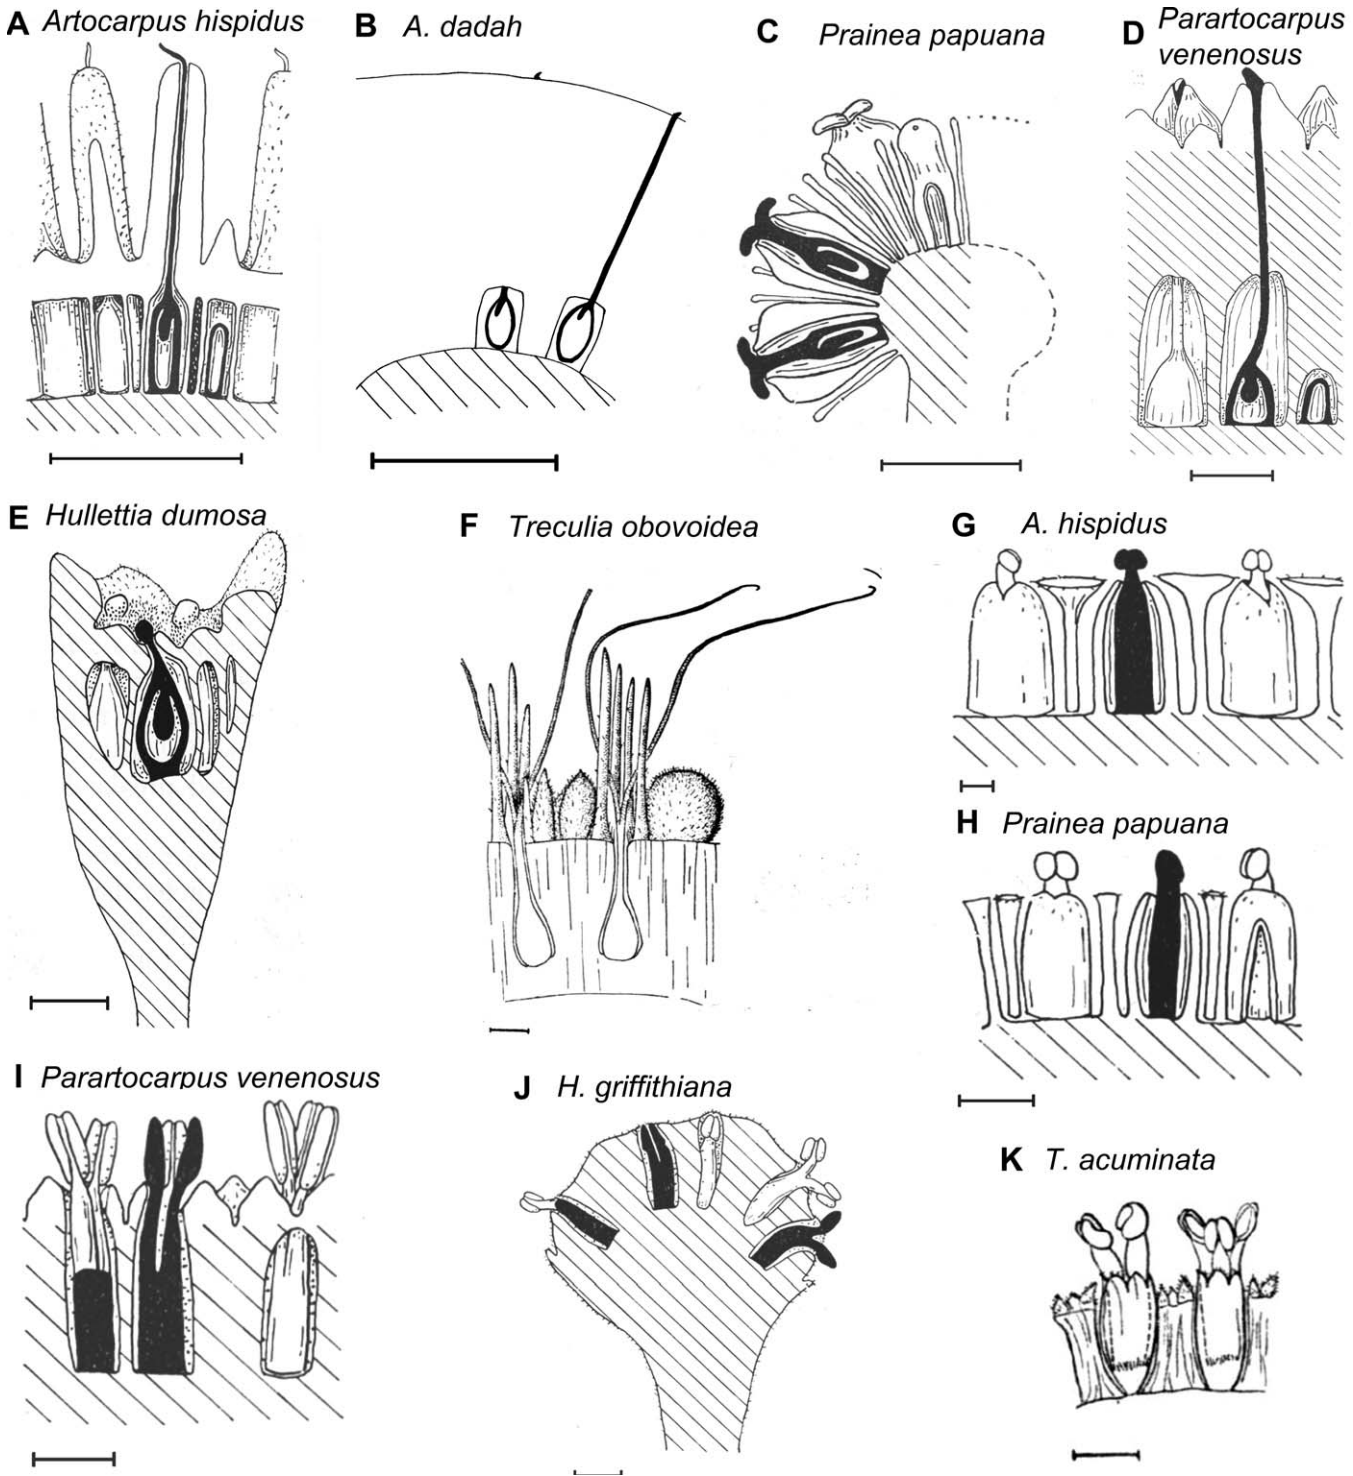 A Artocarpus hispidus
B A. dadah
C Prainea papuana
D Parartocarpus
venenosus
E Hullettia dumosa
F Treculia obovoidea
G A. hispidus
H Prainea papuana
I Parartocarpus venenosus
J H. griffithiana
K T. acuminata